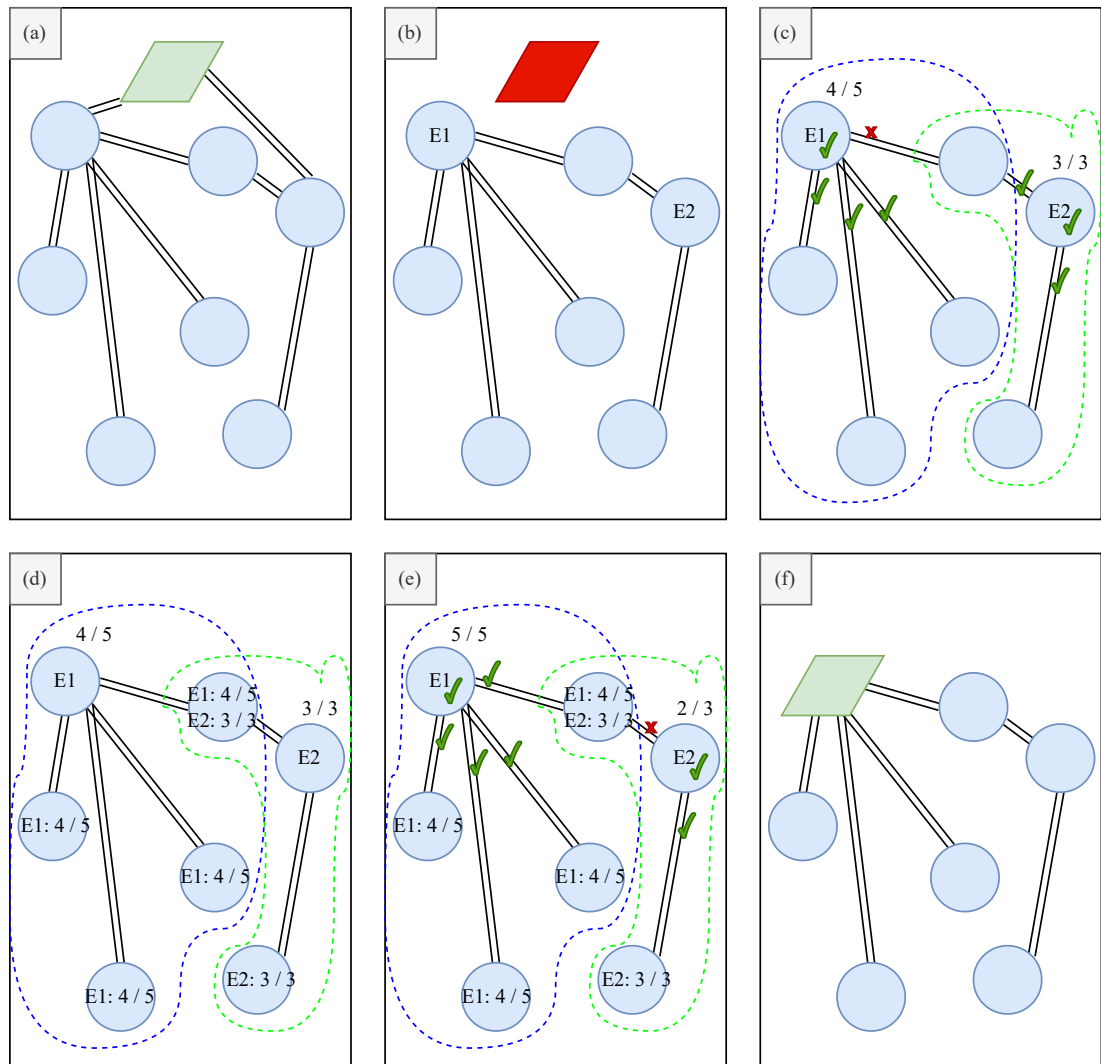 (a)
(b)
E1
E2
(c)
4 / 5
E1
3 / 3
E2
(d)
4 / 5
E1
E1: 4 / 5
E2: 3 / 3
3 / 3
E2
E1: 4 / 5
E1: 4 / 5
E2: 3 / 3
E1: 4 / 5
(e)
5 / 5
E1
E1: 4 / 5
E2: 3 / 3
2 / 3
E2
E1: 4 / 5
E1: 4 / 5
E2: 3 / 3
E1: 4 / 5
(f)